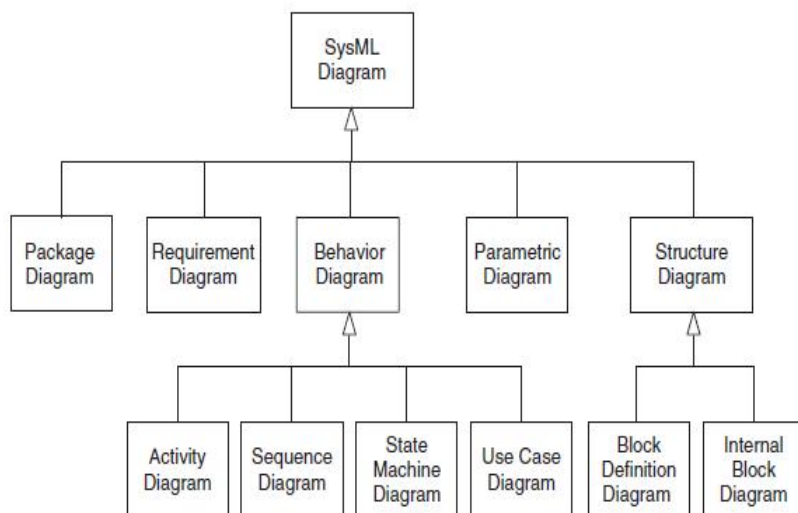 SysML
Diagram
Package
Diagram
Requirement
Diagram
Behavior
Diagram
Parametric
Diagram
Structure
Diagram
Activity
Diagram
Sequence
Diagram
State
Machine
Diagram
Use Case
Diagram
Block
Definition
Diagram
Internal
Block
Diagram